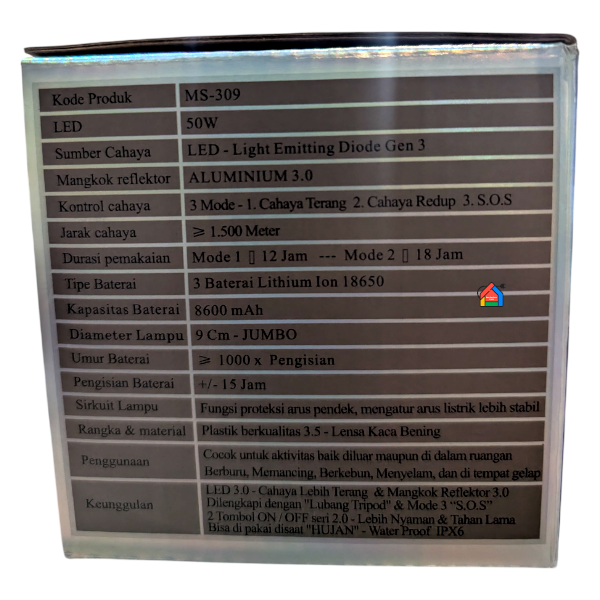 Kode Produk MS-309
LED 50W
Sumber Cahaya LED - Light Emitting Diode Gen 3
Mangkok reflektor ALUMINIUM 3.0
Kontrol cahaya 3 Mode - 1. Cahaya Terang 2. Cahaya Redup 3. S.O.S
Jarak cahaya ≥ 1.500 Meter
Durasi pemakaian Mode 1 ▯ 12 Jam --- Mode 2 ▯ 18 Jam
Tipe Baterai 3 Baterai Lithium Ion 18650
Kapasitas Baterai 8600 mAh
Diameter Lampu 9 Cm - JUMBO
Umur Baterai ≥ 1000 x Pengisian
Pengisian Baterai +/- 15 Jam
Sirkuit Lampu Fungsi proteksi arus pendek, mengatur arus listrik lebih stabil
Rangka & material Plastik berkualitas 3.5 - Lensa Kaca Bening
Penggunaan Cocok untuk aktivitas baik diluar maupun di dalam ruangan
Berburu, Memancing, Berkebun, Menyelam, dan di tempat gelap
Keunggulan LED 3.0 - Cahaya Lebih Terang & Mangkok Reflektor 3.0
Dilengkapi dengan "Lubang Tripod" & Mode 3 "S.O.S"
2 Tombol ON / OFF seri 2.0 - Lebih Nyaman & Tahan Lama
Bisa di pakai disaat "HUJAN" - Water Proof IPX6